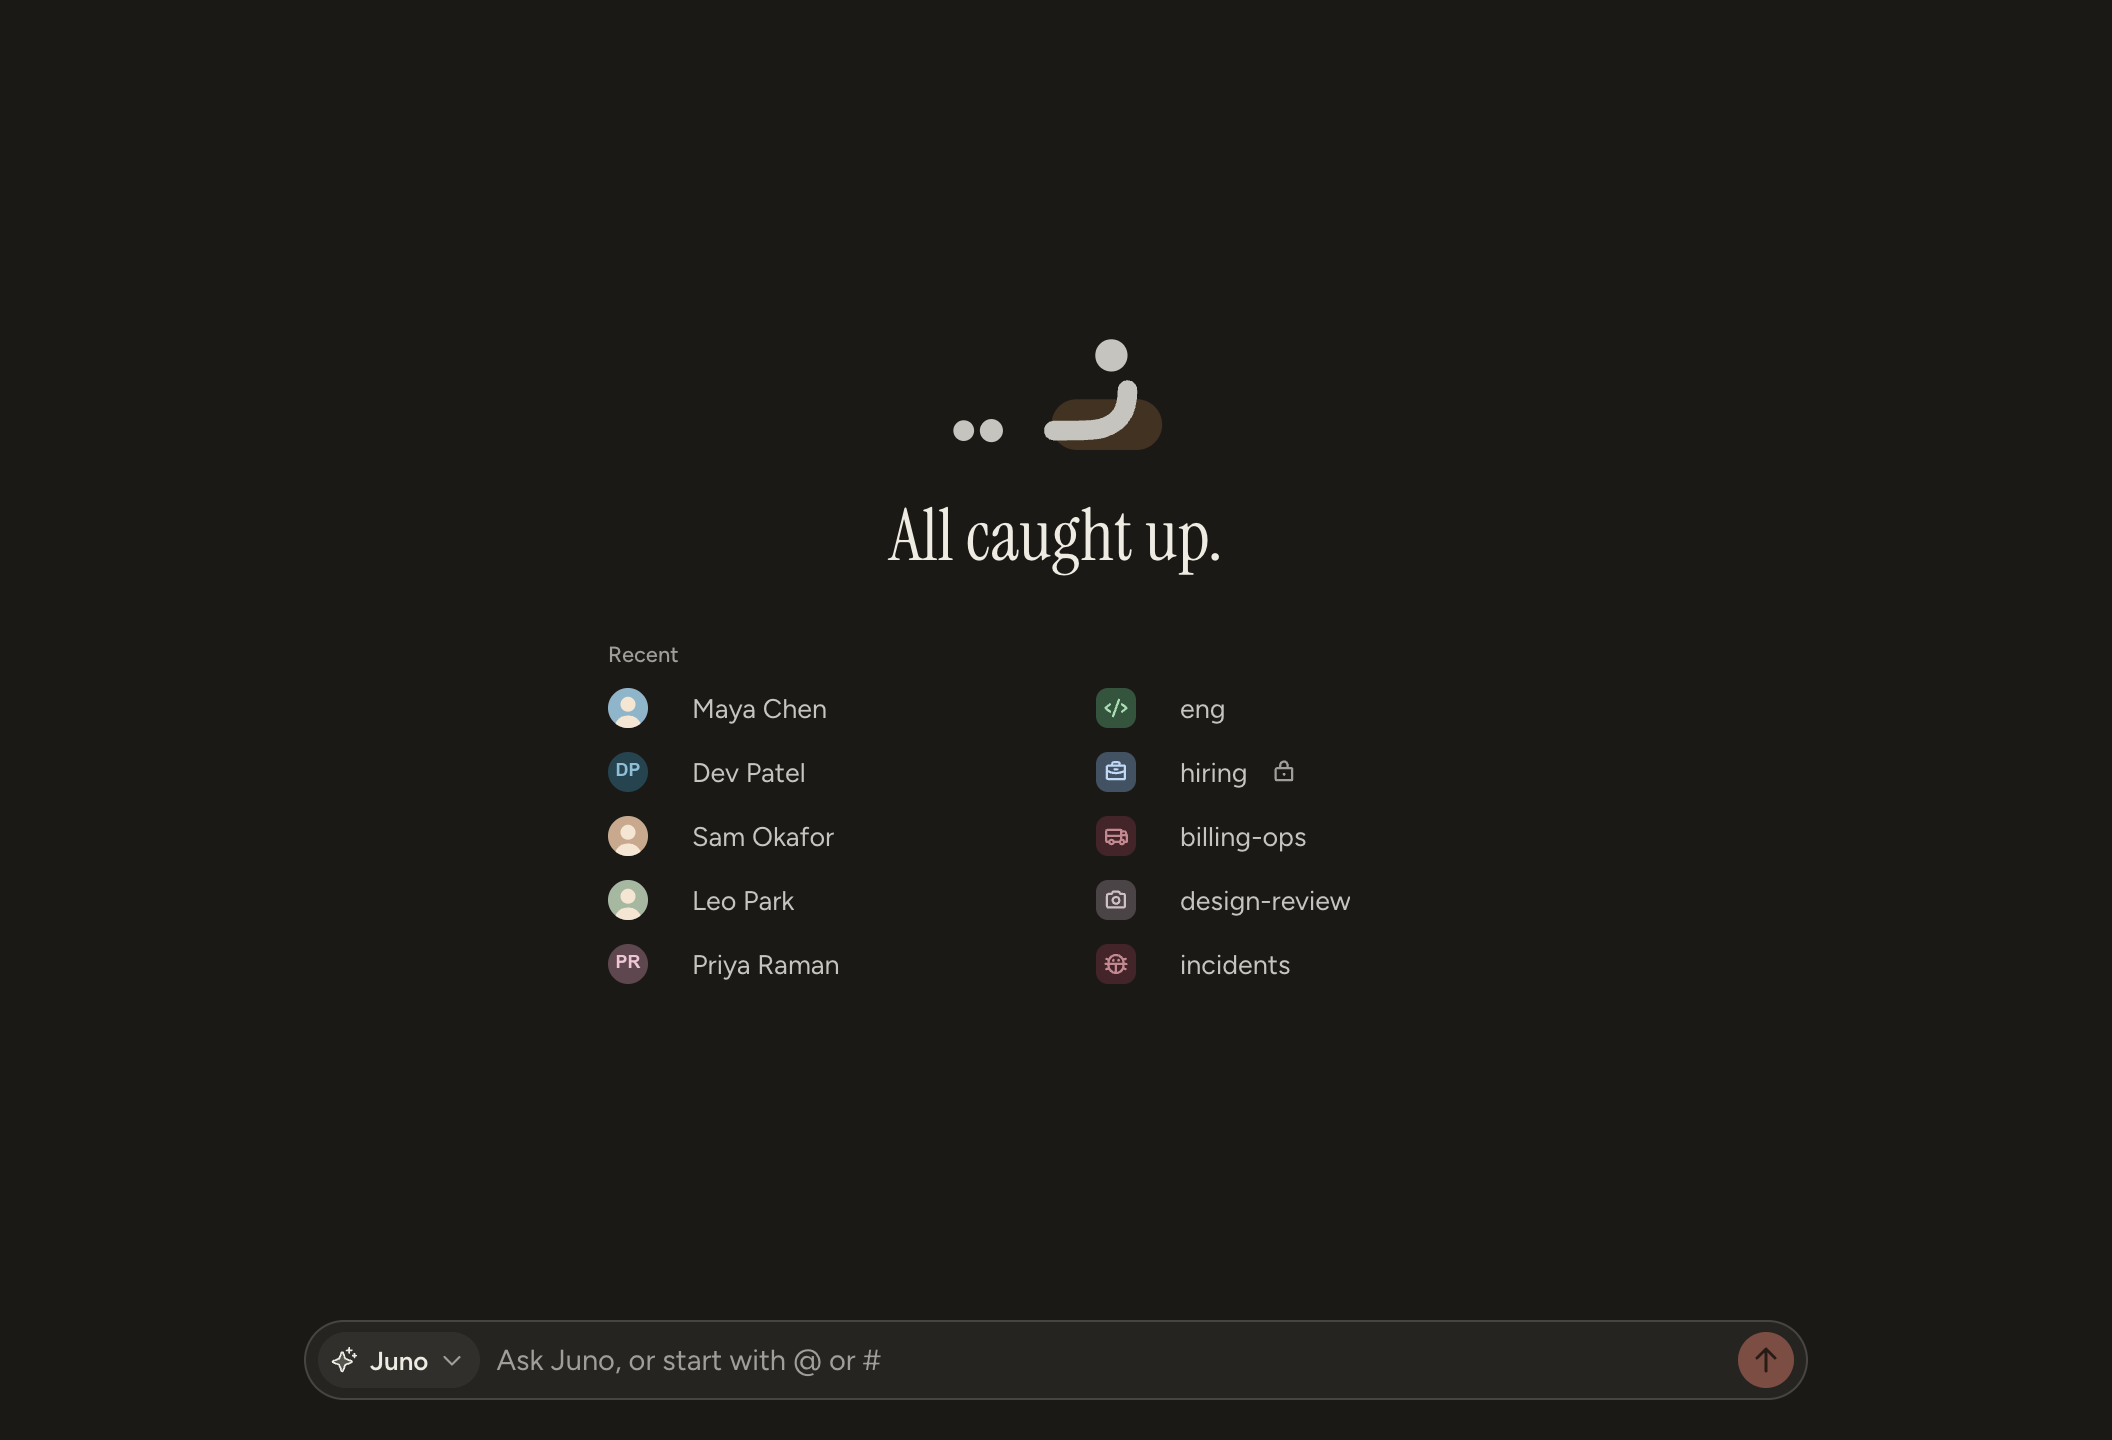 All caught up.
Recent
Maya Chen
eng
DP Dev Patel
hiring
Sam Okafor
billing-ops
Leo Park
design-review
PR Priya Raman
incidents
Juno Ask Juno, or start with @ or #